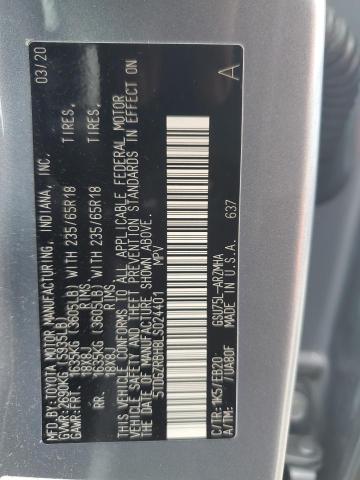 MFD. BY: TOYOTA MOTOR MANUFACTURING, INDIANA, INC. 03/20
GVWR: 2690KG (5935LB)
GAWR: FRT. 1635KG (3605LB) WITH 235/65R18 TIRES,
18X8J RIMS
RR. 1635KG (3605LB) WITH 235/65R18 TIRES,
18X8J RIMS
THIS VEHICLE CONFORMS TO ALL APPLICABLE FEDERAL MOTOR
VEHICLE SAFETY AND THEFT PREVENTION STANDARDS IN EFFECT ON
THE DATE OF MANUFACTURE SHOWN ABOVE.
MPV
A
C/TR: 1K5/EB20 GSU75L-ARZMHA
A/TM: /UA80F MADE IN U.S.A. 637